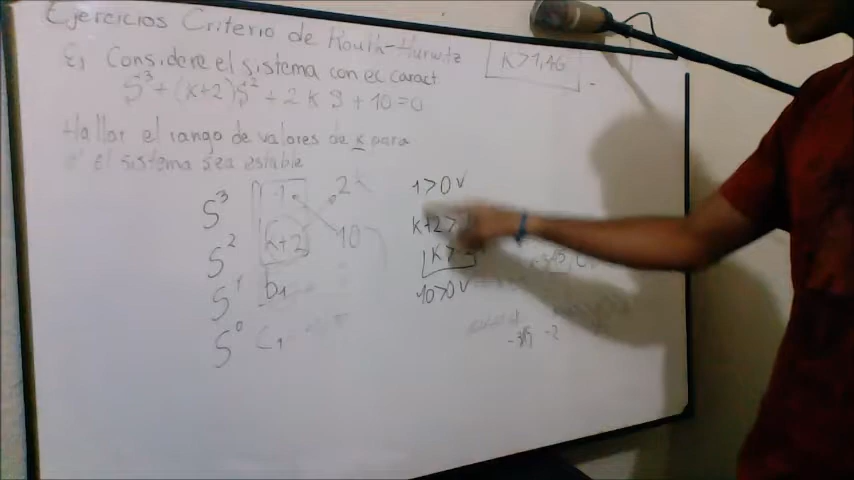 Ejercicios Criterio de Routh-Hurwitz
Ej Considere el sistema con ec caract.
S³+(K+2)S²+2KS+10=0
K>1,46
Hallar el rango de valores de K para
el sistema sea estable
S³ 1 2
S² K+2 10
S¹ b₁
S⁰ C₁
1>0 ✓
K+2>
K>
10>0 ✓
-2